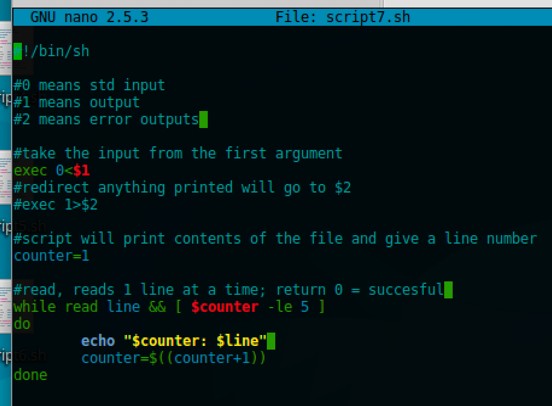 GNU nano 2.5.3 File: script7.sh
#!/bin/sh
#0 means std input
#1 means output
#2 means error outputs
#take the input from the first argument
exec 0<$1
#redirect anything printed will go to $2
#exec 1>$2
#script will print contents of the file and give a line number
counter=1
#read, reads 1 line at a time; return 0 = succesful
while read line && [ $counter -le 5 ]
do
echo "$counter: $line"
counter=$((counter+1))
done